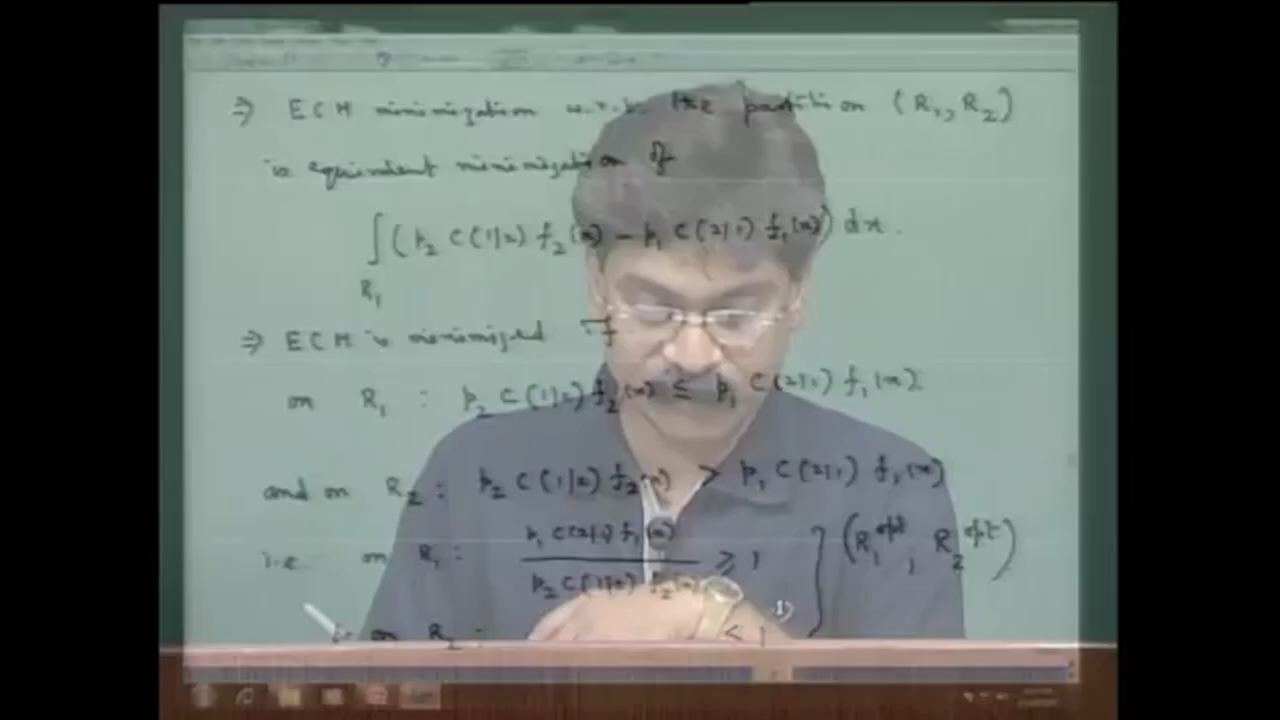 ⇒ ECM minimization w.r.t. the partition (R₁, R₂)
is equivalent minimization of
∫_{R₁} (p₂ C(1|2) f₂(x) − p₁ C(2|1) f₁(x)) dx.
⇒ ECM is minimized if
on R₁ : p₂ C(1|2) f₂(x) ≤ p₁ C(2|1) f₁(x)
and on R₂ : p₂ C(1|2) f₂(x) > p₁ C(2|1) f₁(x)
i.e. on R₁ : p₁ C(2|1) f₁(x) / p₂ C(1|2) f₂(x) ≥ 1 } (R₁^{opt}, R₂^{opt})
on R₂ : < 1